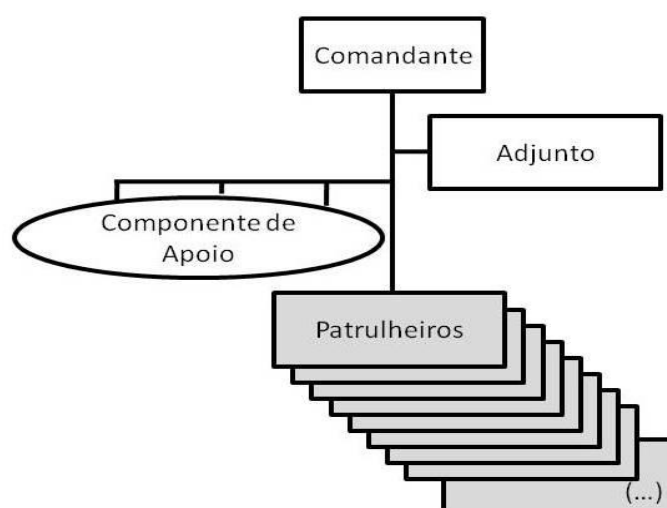 Comandante
Adjunto
Componente de
Apoio
Patrulheiros
(...)